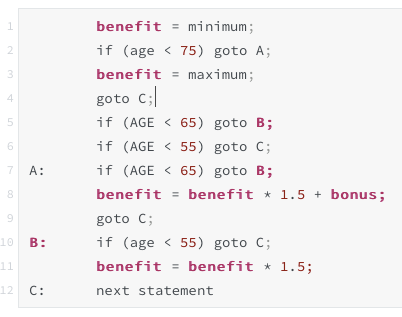 1 benefit = minimum;
2 if (age < 75) goto A;
3 benefit = maximum;
4 goto C;
5 if (AGE < 65) goto B;
6 if (AGE < 55) goto C;
7 A: if (AGE < 65) goto B;
8 benefit = benefit * 1.5 + bonus;
9 goto C;
10 B: if (age < 55) goto C;
11 benefit = benefit * 1.5;
12 C: next statement